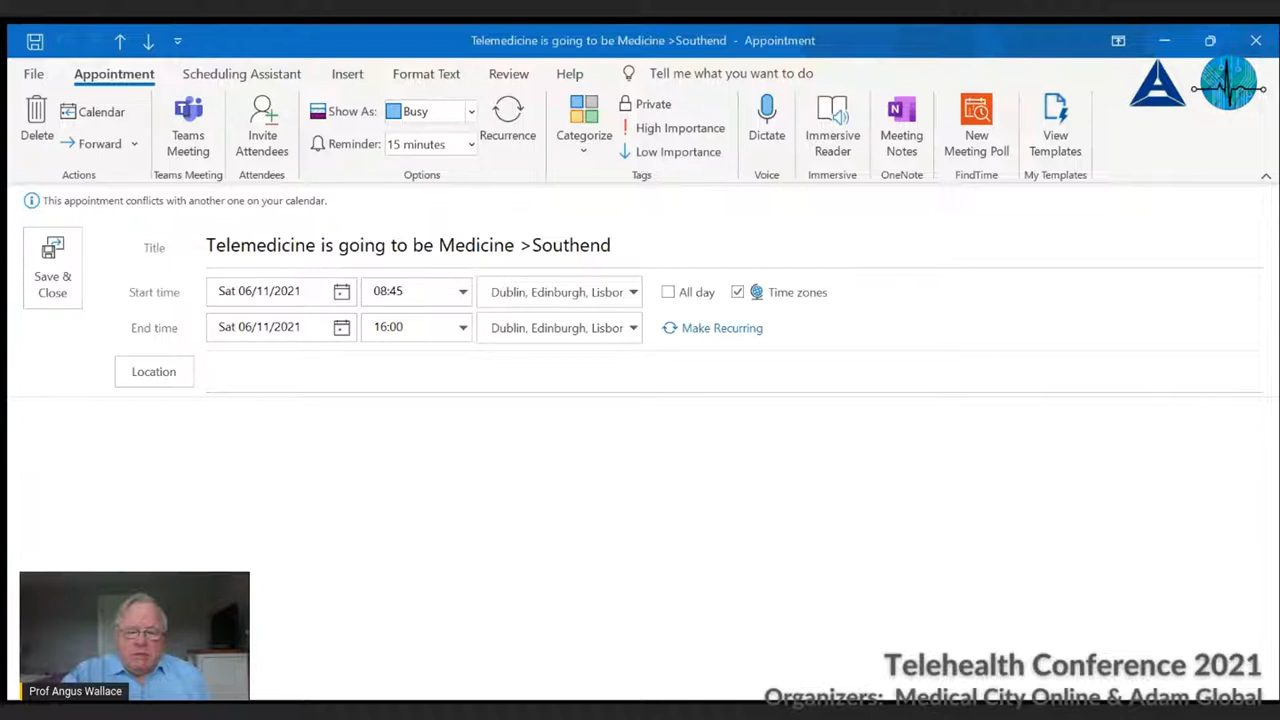 Telemedicine is going to be Medicine >Southend - Appointment
File Appointment Scheduling Assistant Insert Format Text Review Help Tell me what you want to do
Delete
Calendar
Forward
Actions
Teams
Meeting
Teams Meeting
Invite
Attendees
Attendees
Show As: Busy
Reminder: 15 minutes
Recurrence
Options
Categorize
Private
High Importance
Low Importance
Tags
Dictate
Voice
Immersive
Reader
Immersive
Meeting
Notes
OneNote
New
Meeting Poll
FindTime
View
Templates
My Templates
This appointment conflicts with another one on your calendar.
Save &
Close
Title Telemedicine is going to be Medicine >Southend
Start time Sat 06/11/2021 08:45 Dublin, Edinburgh, Lisbor All day Time zones
End time Sat 06/11/2021 16:00 Dublin, Edinburgh, Lisbor Make Recurring
Location
Prof Angus Wallace
Telehealth Conference 2021
Organizers: Medical City Online & Adam Global